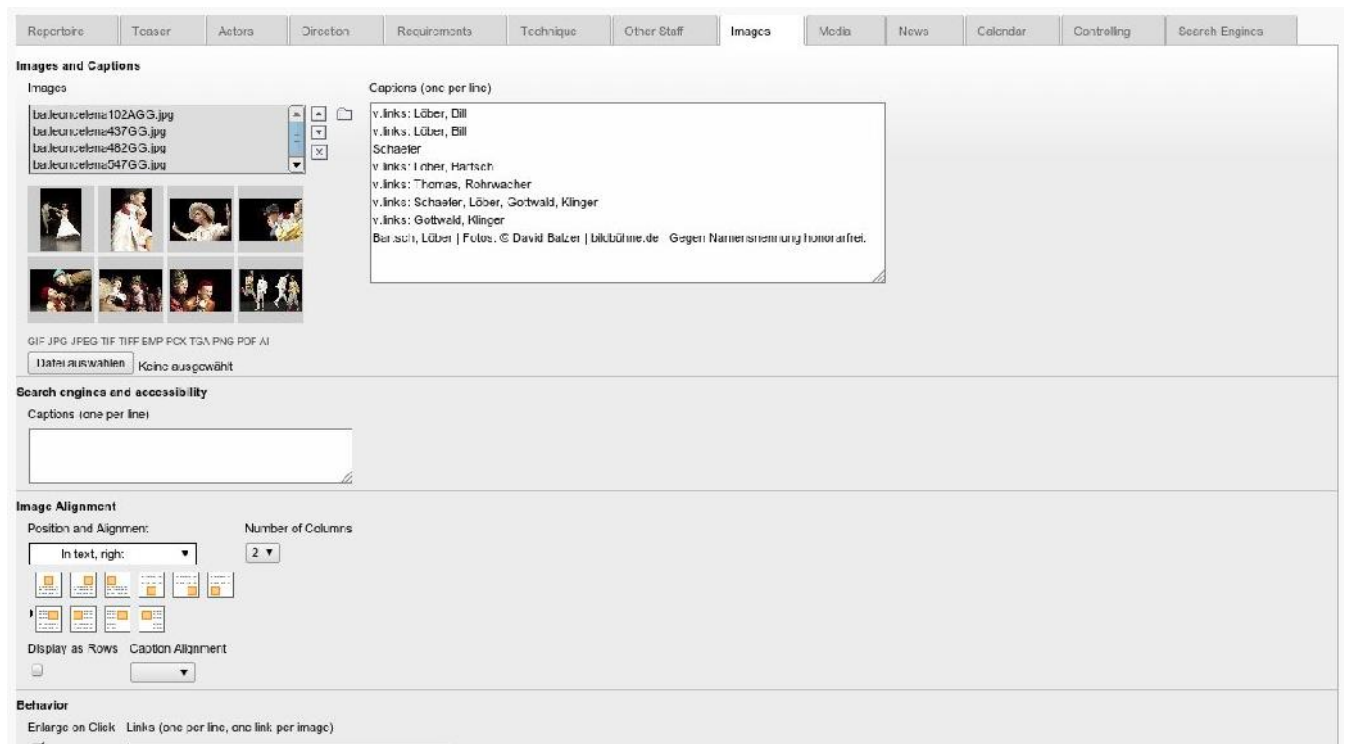 Repertoire Teaser Actors Direction Requirements Technique Other Staff Images Media News Calendar Controlling Search Engines
Images and Captions
Images Captions (one per line)
v.links: Löber, Bill
v.links: Löber, Bill
Schaefer
v.links: Löber, Bartsch
v.links: Thomas, Rohrwacher
v.links: Schaefer, Löber, Gottwald, Klinger
v.links: Gottwald, Klinger
Bartsch, Löber | Fotos: © David Balzer | bildbühne.de Gegen Namensnennung honorarfrei.
GIF JPG JPEG TIF TIFF BMP PCX TGA PNG PDF AI
Datei auswählen Keine ausgewählt
Search engines and accessibility
Captions (one per line)
Image Alignment
Position and Alignment Number of Columns
In text, right 2
Display as Rows Caption Alignment
Behavior
Enlarge on Click Links (one per line, one link per image)